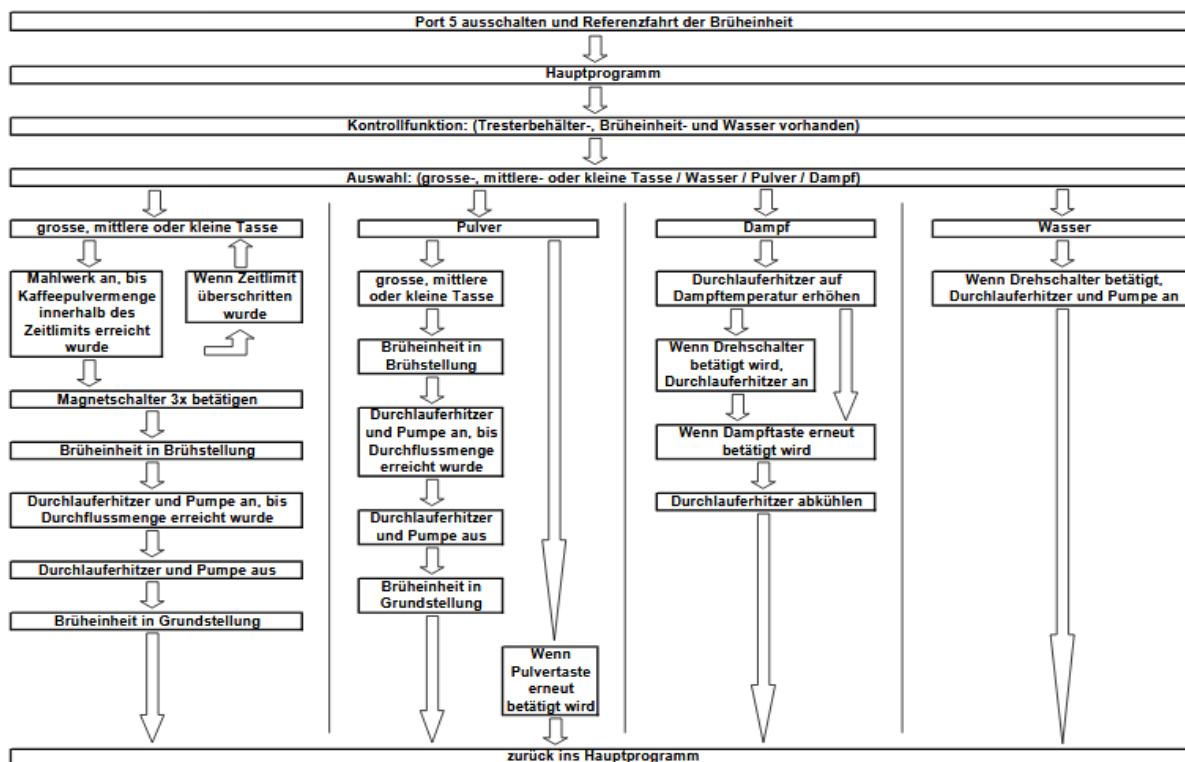 Port 5 ausschalten und Referenzfahrt der Brüheinheit
Hauptprogramm
Kontrollfunktion: (Tresterbehälter-, Brüheinheit- und Wasser vorhanden)
Auswahl: (grosse-, mittlere- oder kleine Tasse / Wasser / Pulver / Dampf)
grosse, mittlere oder kleine Tasse
Mahlwerk an, bis
Kaffeepulvermenge
innerhalb des
Zeitlimits erreicht
wurde
Wenn Zeitlimit
überschritten
wurde
Magnetschalter 3x betätigen
Brüheinheit in Brühstellung
Durchlauferhitzer und Pumpe an, bis
Durchflussmenge erreicht wurde
Durchlauferhitzer und Pumpe aus
Brüheinheit in Grundstellung
Pulver
grosse, mittlere
oder kleine Tasse
Brüheinheit in
Brühstellung
Durchlauferhitzer
und Pumpe an, bis
Durchflussmenge
erreicht wurde
Durchlauferhitzer
und Pumpe aus
Brüheinheit in
Grundstellung
Wenn
Pulvertaste
erneut
betätigt wird
Dampf
Durchlauferhitzer auf
Dampftemperatur erhöhen
Wenn Drehschalter
betätigt wird,
Durchlauferhitzer an
Wenn Dampftaste erneut
betätigt wird
Durchlauferhitzer abkühlen
Wasser
Wenn Drehschalter betätigt,
Durchlauferhitzer und Pumpe an
zurück ins Hauptprogramm